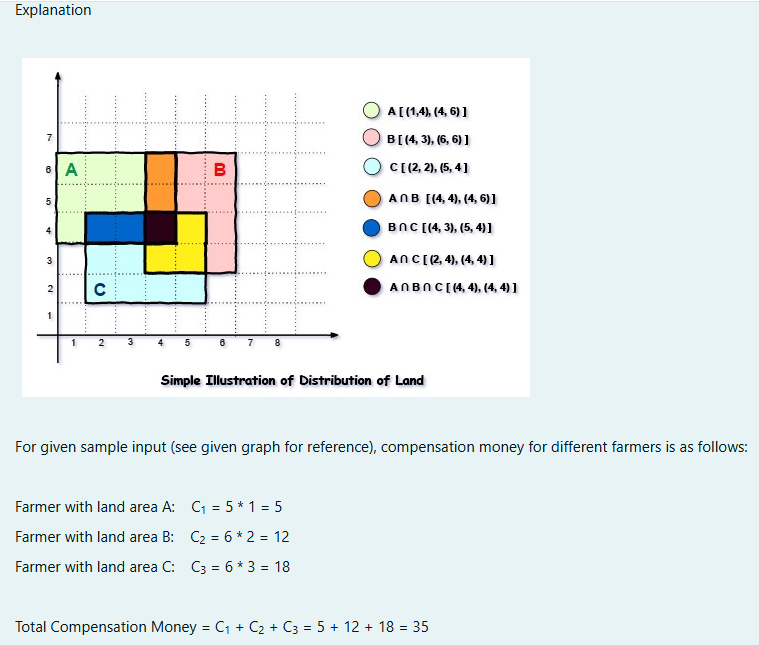 Explanation
A [ (1,4), (4, 6) ]
7
B [ (4, 3), (6, 6) ]
6 A B
C [ (2, 2), (5, 4 ]
A ∩ B [(4, 4), (4, 6)]
5
B ∩ C [(4, 3), (5, 4)]
4
A ∩ C [ (2, 4), (4, 4) ]
3
A ∩ B ∩ C [ (4, 4), (4, 4) ]
2 C
1
1 2 3 4 5 6 7 8
Simple Illustration of Distribution of Land
For given sample input (see given graph for reference), compensation money for different farmers is as follows:
Farmer with land area A: C₁ = 5 * 1 = 5
Farmer with land area B: C₂ = 6 * 2 = 12
Farmer with land area C: C₃ = 6 * 3 = 18
Total Compensation Money = C₁ + C₂ + C₃ = 5 + 12 + 18 = 35